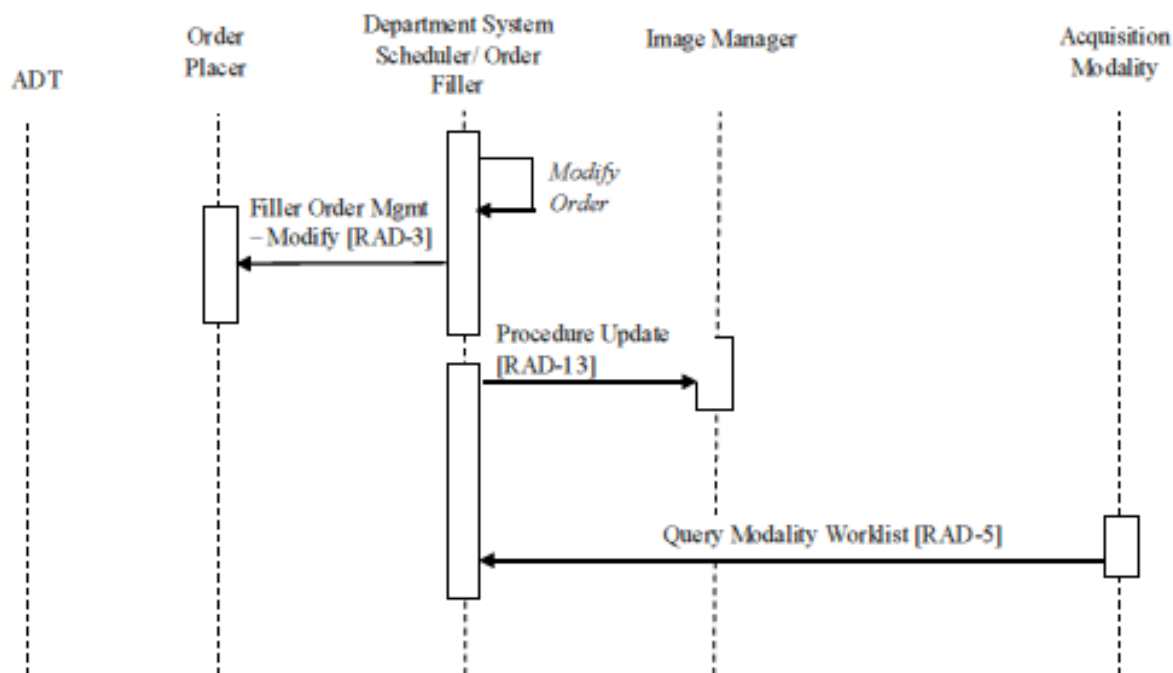 ADT
Order
Placer
Department System
Scheduler/ Order
Filler
Image Manager
Acquisition
Modality
Modify
Order
Filler Order Mgmt
– Modify [RAD-3]
Procedure Update
[RAD-13]
Query Modality Worklist [RAD-5]